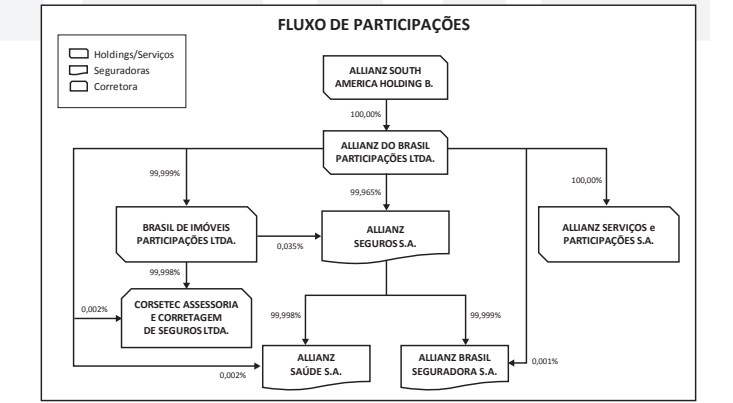 FLUXO DE PARTICIPAÇÕES
Holdings/Serviços
Seguradoras
Corretora
ALLIANZ SOUTH
AMERICA HOLDING B.
100,00%
ALLIANZ DO BRASIL
PARTICIPAÇÕES LTDA.
99,999%
99,965%
100,00%
BRASIL DE IMÓVEIS
PARTICIPAÇÕES LTDA.
0,035%
ALLIANZ
SEGUROS S.A.
ALLIANZ SERVIÇOS e
PARTICIPAÇÕES S.A.
99,998%
0,002%
CORSETEC ASSESSORIA
E CORRETAGEM
DE SEGUROS LTDA.
99,998%
99,999%
0,002%
ALLIANZ
SAÚDE S.A.
ALLIANZ BRASIL
SEGURADORA S.A.
0,001%